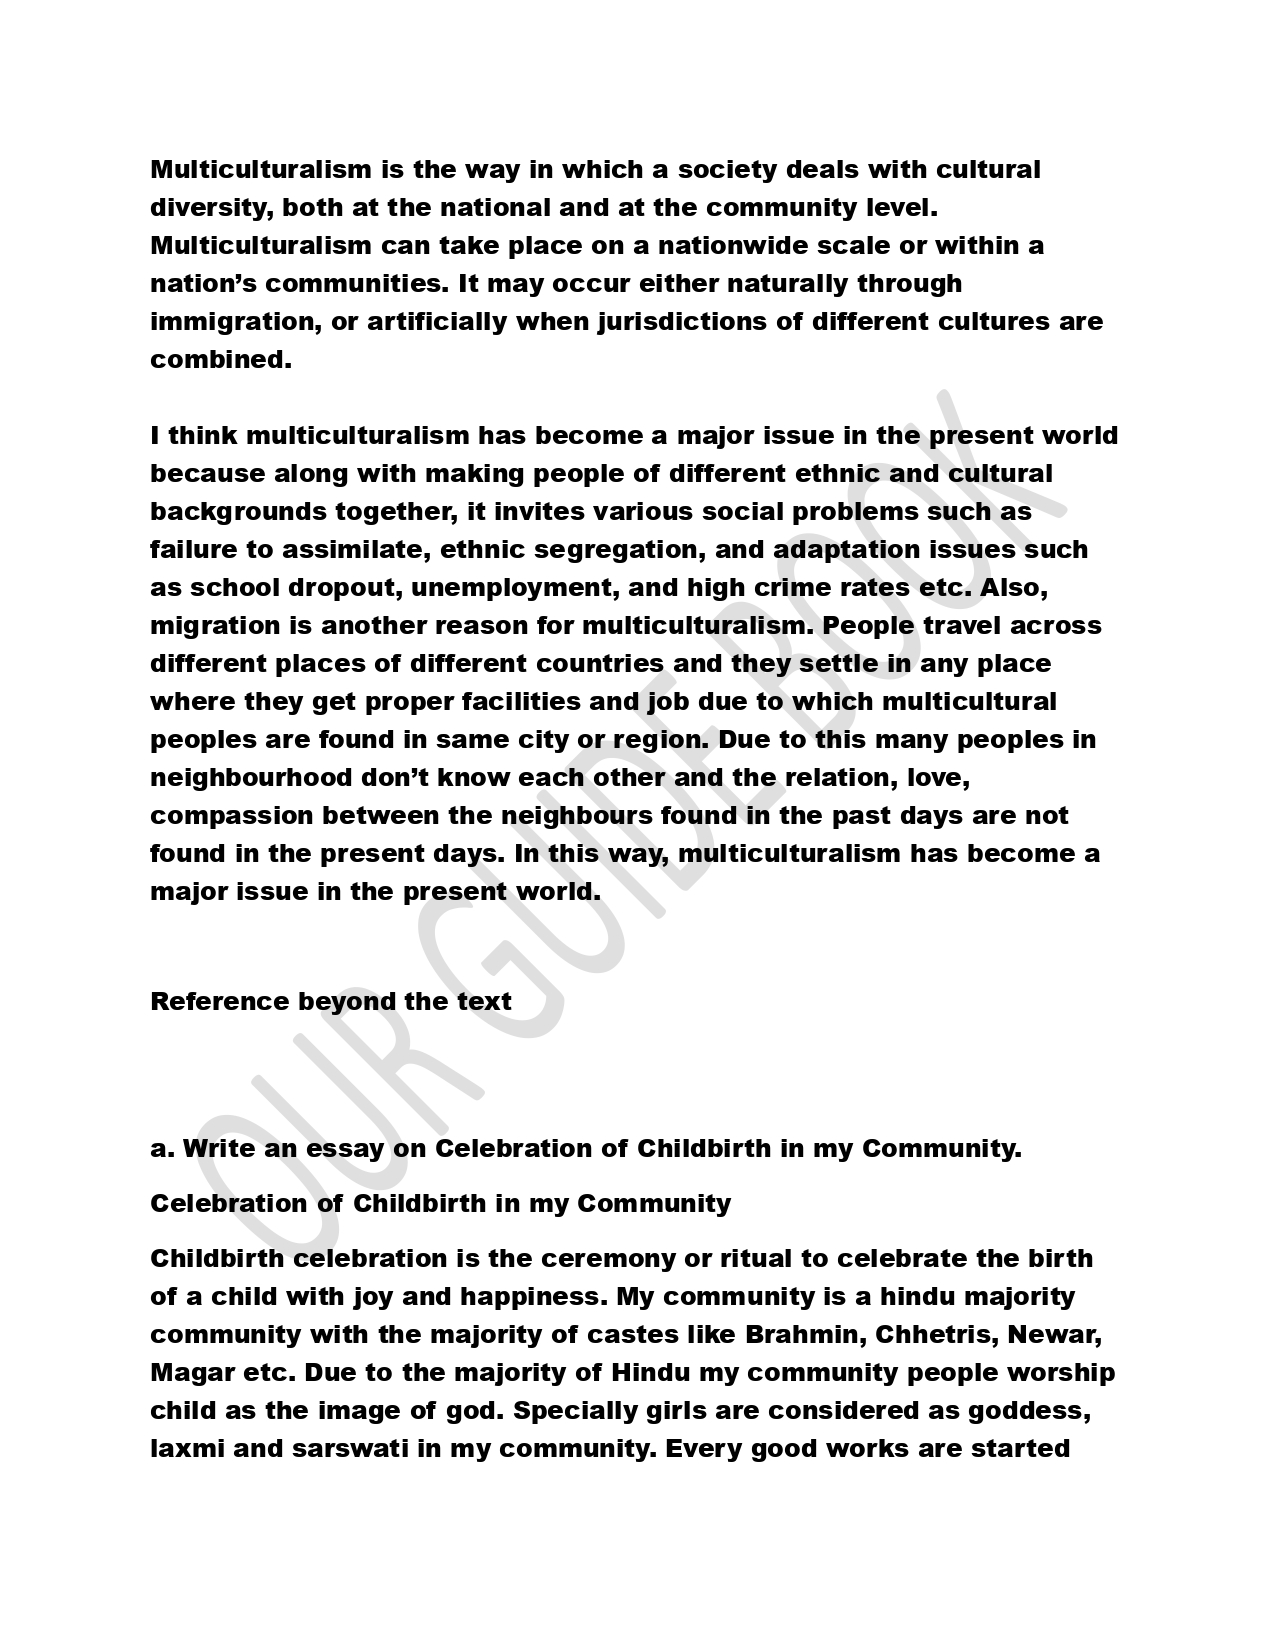 Multiculturalism is the way in which a society deals with cultural
diversity, both at the national and at the community level.
Multiculturalism can take place on a nationwide scale or within a
nation’s communities. It may occur either naturally through
immigration, or artificially when jurisdictions of different cultures are
combined.
I think multiculturalism has become a major issue in the present world
because along with making people of different ethnic and cultural
backgrounds together, it invites various social problems such as
failure to assimilate, ethnic segregation, and adaptation issues such
as school dropout, unemployment, and high crime rates etc. Also,
migration is another reason for multiculturalism. People travel across
different places of different countries and they settle in any place
where they get proper facilities and job due to which multicultural
peoples are found in same city or region. Due to this many peoples in
neighbourhood don’t know each other and the relation, love,
compassion between the neighbours found in the past days are not
found in the present days. In this way, multiculturalism has become a
major issue in the present world.
Reference beyond the text
a. Write an essay on Celebration of Childbirth in my Community.
Celebration of Childbirth in my Community
Childbirth celebration is the ceremony or ritual to celebrate the birth
of a child with joy and happiness. My community is a hindu majority
community with the majority of castes like Brahmin, Chhetris, Newar,
Magar etc. Due to the majority of Hindu my community people worship
child as the image of god. Specially girls are considered as goddess,
laxmi and sarswati in my community. Every good works are started
OUR GUIDE BOOK